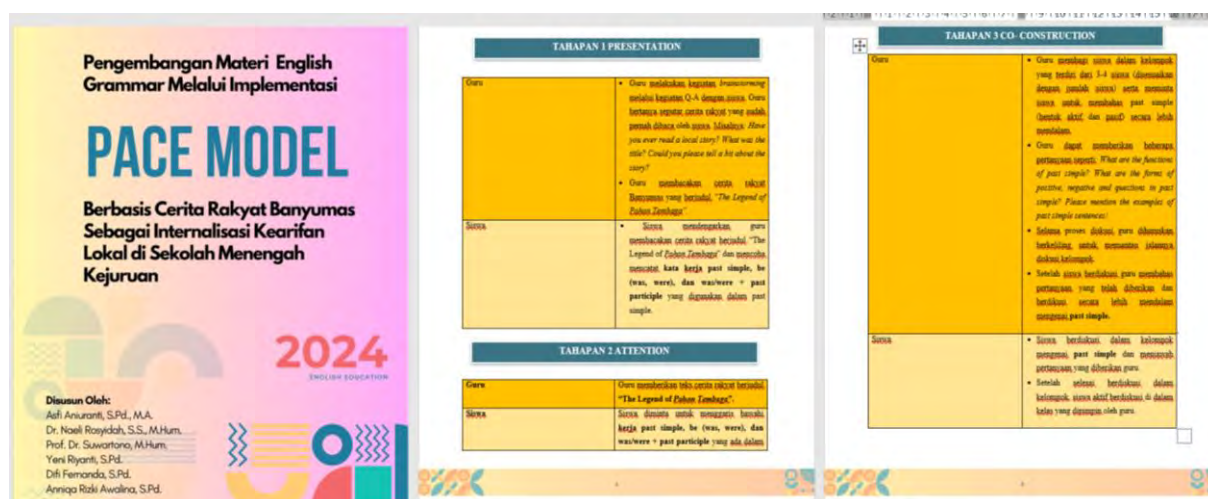 Pengembangan Materi English
Grammar Melalui Implementasi
PACE MODEL
Berbasis Cerita Rakyat Banyumas
Sebagai Internalisasi Kearifan
Lokal di Sekolah Menengah
Kejuruan
2024
ENGLISH EDUCATION
Disusun Oleh:
Asfi Aniuranti, S.Pd., M.A.
Dr. Naeli Rosyidah, S.S., M.Hum.
Prof. Dr. Suwartono, M.Hum.
Yeni Riyanti, S.Pd.
Difi Fernanda, S.Pd.
Anniqa Rizki Awalina, S.Pd.
TAHAPAN 1 PRESENTATION
Guru
• Guru melakukan kegiatan brainstorming
melalui kegiatan Q-A dengan siswa. Guru
bertanya seputar cerita rakyat yang sudah
pernah dibaca oleh siswa. Misalnya: Have
you ever read a local story? What was the
title? Could you please tell a bit about the
story?
• Guru membacakan cerita rakyat
Banyumas yang berjudul, "The Legend of
Pohon Tembaga"
Siswa
• Siswa mendengarkan guru
membacakan cerita rakyat berjudul "The
Legend of Pohon Tembaga" dan mencoba
mencatat kata kerja past simple, be
(was, were), dan was/were + past
participle yang digunakan dalam past
simple.
TAHAPAN 2 ATTENTION
Guru
Guru memberikan teks cerita rakyat berjudul
"The Legend of Pohon Tembaga".
Siswa
Siswa diminta untuk menggaris bawahi
kerja past simple, be (was, were), dan
was/were + past participle yang ada dalam
TAHAPAN 3 CO- CONSTRUCTION
Guru
• Guru membagi siswa dalam kelompok
yang terdiri dari 3-4 siswa (disesuaikan
dengan jumlah siswa) serta meminta
siswa untuk membahas past simple
(bentuk aktif dan pasif) secara lebih
mendalam.
• Guru dapat memberikan beberapa
pertanyaan seperti: What are the functions
of past simple? What are the forms of
positive, negative and questions in past
simple? Please mention the examples of
past simple sentences!
• Selama proses diskusi, guru diharuskan
berkeliling untuk memantau jalannya
diskusi kelompok.
• Setelah siswa berdiskusi guru membahas
pertanyaan yang telah diberikan dan
berdikusi secara lebih mendalam
mengenai past simple.
Siswa
• Siswa berdiskusi dalam kelompok
mengenai past simple dan menjawab
pertanyaan yang diberikan guru.
• Setelah selesai berdiskusi dalam
kelompok, siswa aktif berdiskusi di dalam
kelas yang dipimpin oleh guru.